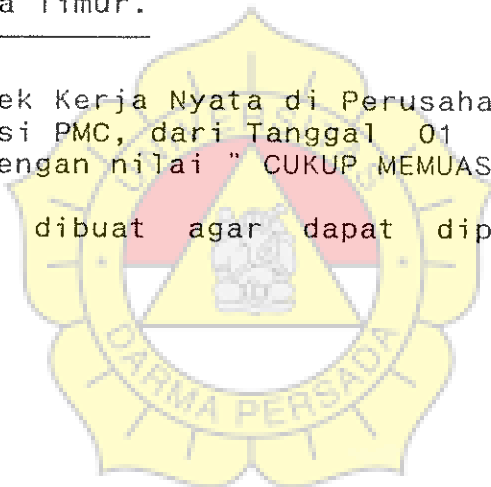 a Timur.
ek Kerja Nyata di Perusaha
si PMC, dari Tanggal 01
engan nilai " CUKUP MEMUAS
dibuat agar dapat dip
DARMA PERSADA